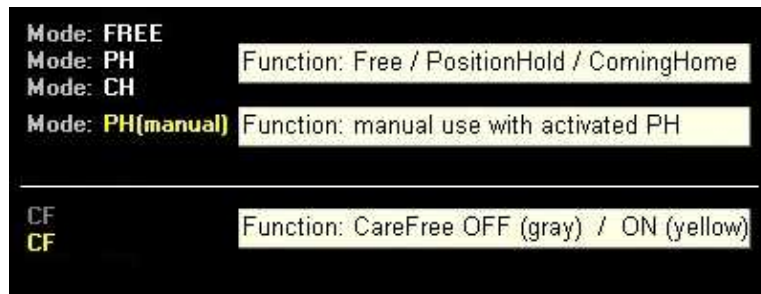 Mode: FREE
Mode: PH
Mode: CH
Function: Free / PositionHold / ComingHome
Mode: PH(manual)
Function: manual use with activated PH
CF
CF
Function: CareFree OFF (gray) / ON (yellow)